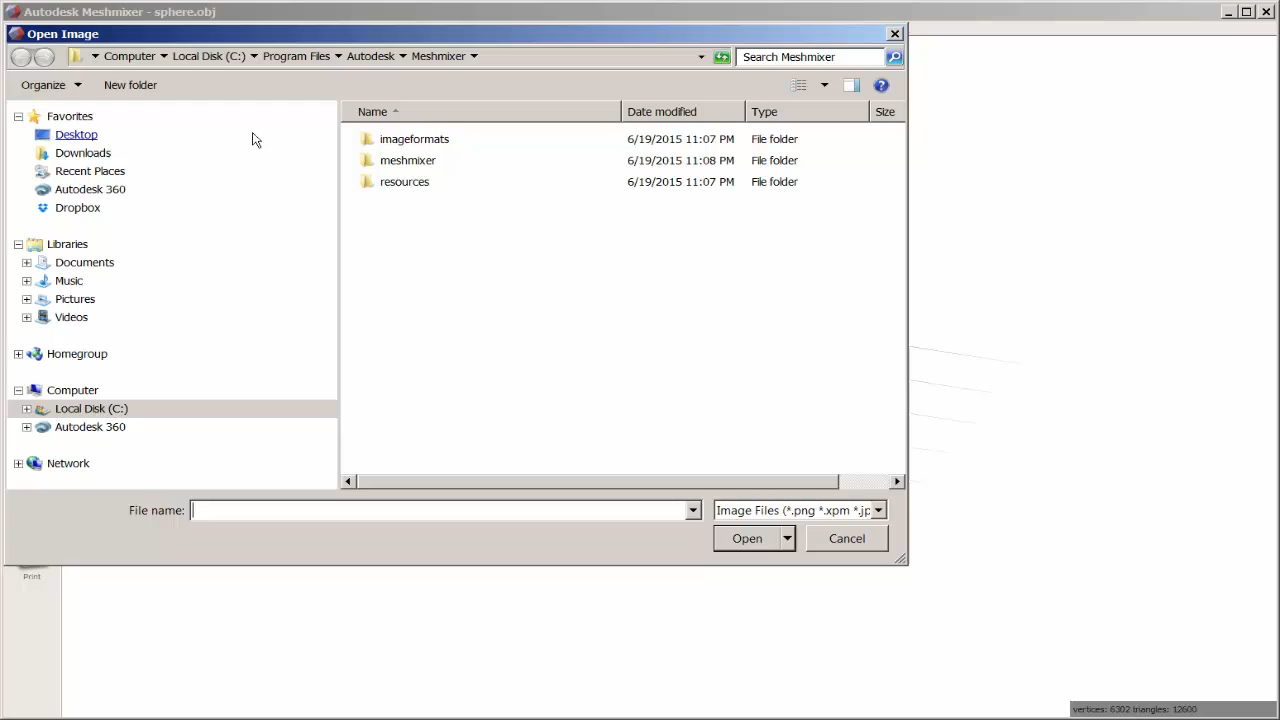 Autodesk Meshmixer - sphere.obj
Open Image
Computer Local Disk (C:) Program Files Autodesk Meshmixer
Search Meshmixer
Organize New folder
Name Date modified Type Size
Favorites
Desktop
Downloads
Recent Places
Autodesk 360
Dropbox
Libraries
Documents
Music
Pictures
Videos
Homegroup
Computer
Local Disk (C:)
Autodesk 360
Network
imageformats 6/19/2015 11:07 PM File folder
meshmixer 6/19/2015 11:08 PM File folder
resources 6/19/2015 11:07 PM File folder
File name: Image Files (*.png *.xpm *.jp
Open Cancel
Print
vertices: 6302 triangles: 12600